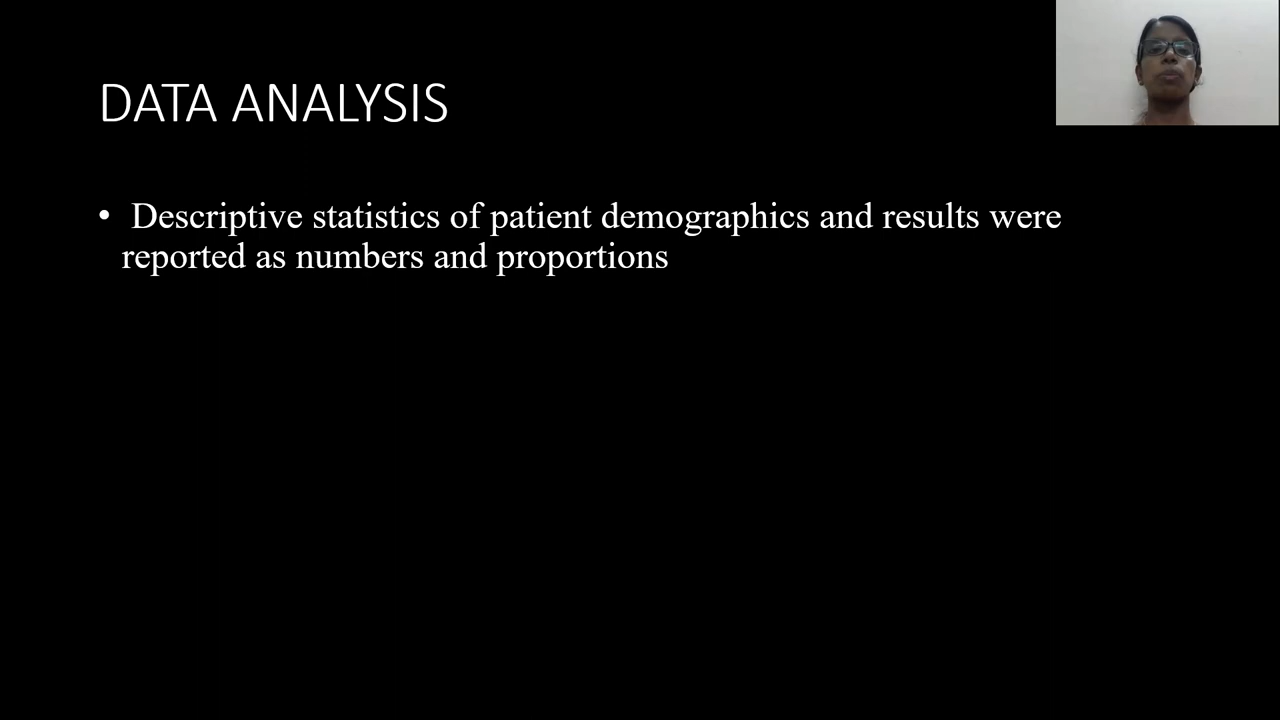 DATA ANALYSIS
• Descriptive statistics of patient demographics and results were
reported as numbers and proportions